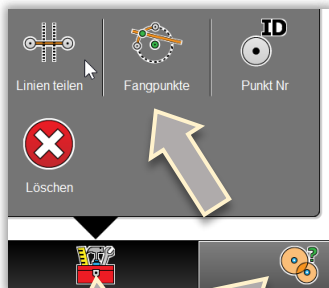 ID
Linien teilen
Fangpunkte
Punkt Nr
Löschen
?